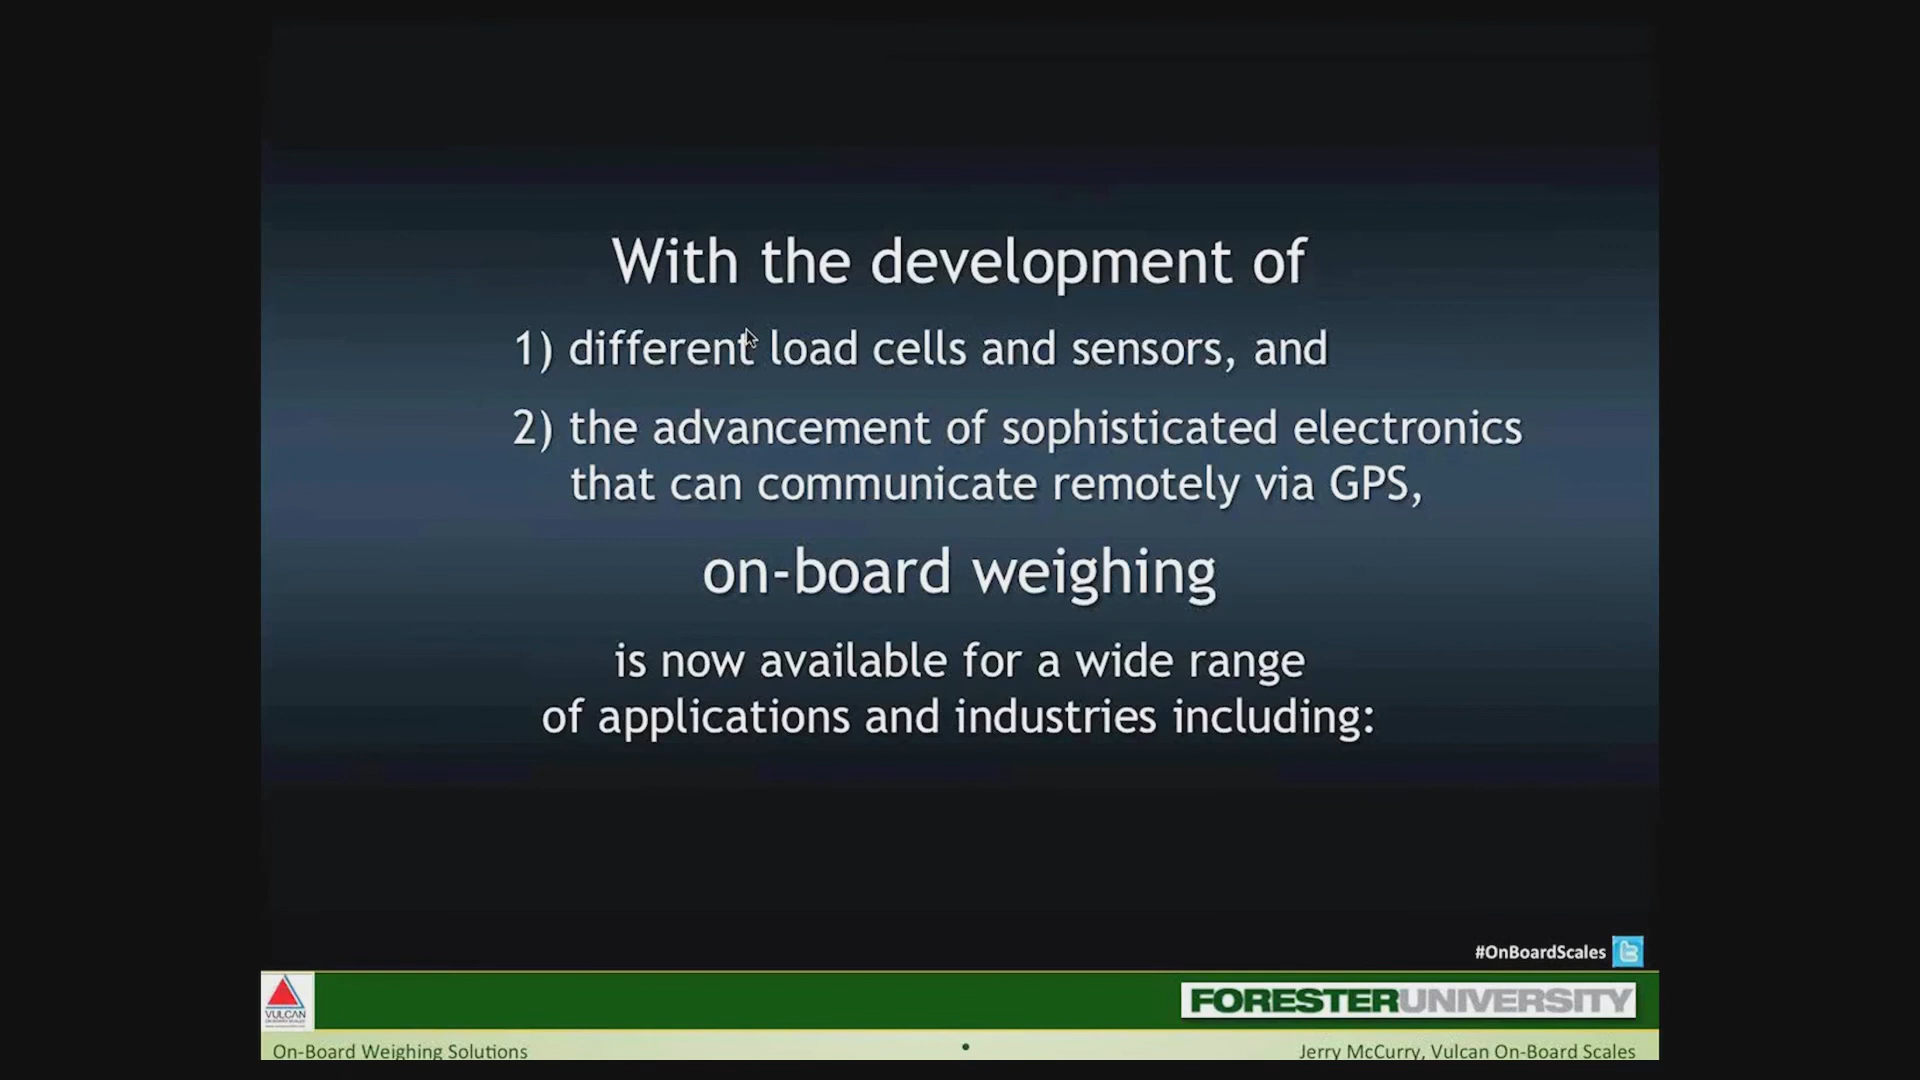 With the development of
1) different load cells and sensors, and
2) the advancement of sophisticated electronics
that can communicate remotely via GPS,
on-board weighing
is now available for a wide range
of applications and industries including:
#OnBoardScales
VULCAN
FORESTERUNIVERSITY
On-Board Weighing Solutions
Jerry McCurry, Vulcan On-Board Scales